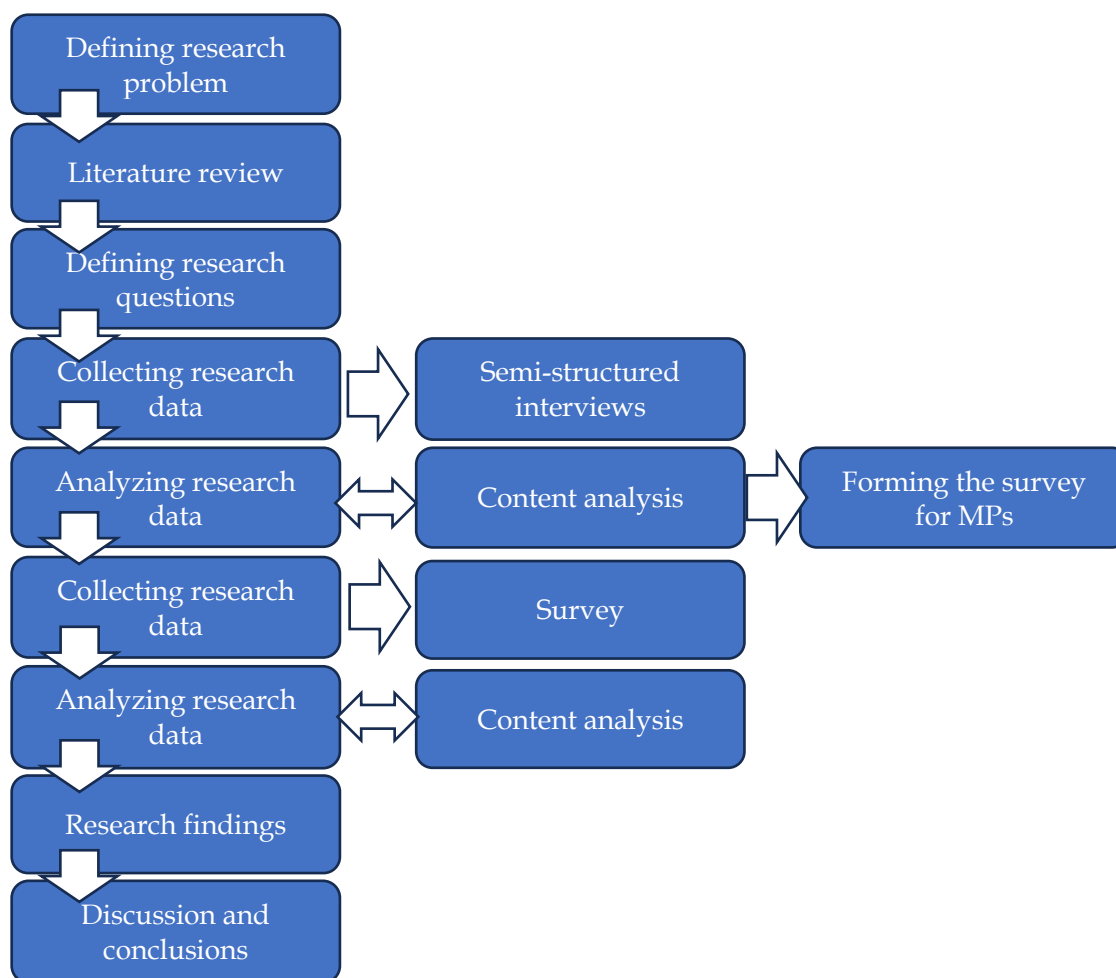 Defining research
problem
Literature review
Defining research
questions
Collecting research
data
Semi-structured
interviews
Analyzing research
data
Content analysis
Forming the survey
for MPs
Collecting research
data
Survey
Analyzing research
data
Content analysis
Research findings
Discussion and
conclusions